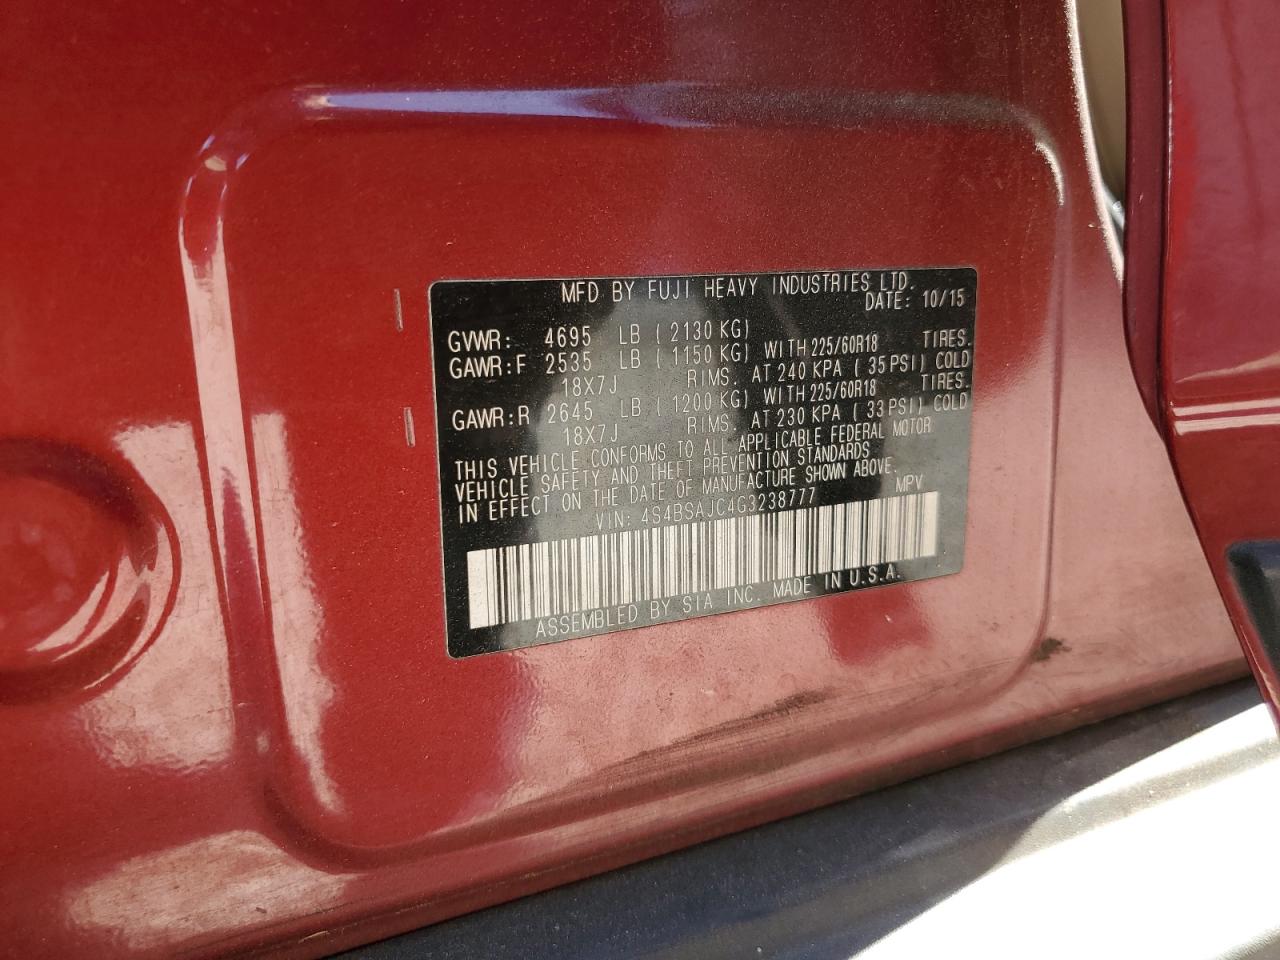 MFD BY FUJI HEAVY INDUSTRIES LTD.
DATE: 10/15
GVWR: 4695 LB ( 2130 KG)
GAWR:F 2535 LB ( 1150 KG) WITH 225/60R18 TIRES.
18X7J RIMS. AT 240 KPA ( 35 PSI) COLD
GAWR:R 2645 LB ( 1200 KG) WITH 225/60R18 TIRES.
18X7J RIMS. AT 230 KPA ( 33 PSI) COLD
THIS VEHICLE CONFORMS TO ALL APPLICABLE FEDERAL MOTOR
VEHICLE SAFETY AND THEFT PREVENTION STANDARDS
IN EFFECT ON THE DATE OF MANUFACTURE SHOWN ABOVE.
VIN: 4S4BSAJC4G3238777 MPV
ASSEMBLED BY SIA INC. MADE IN U.S.A.